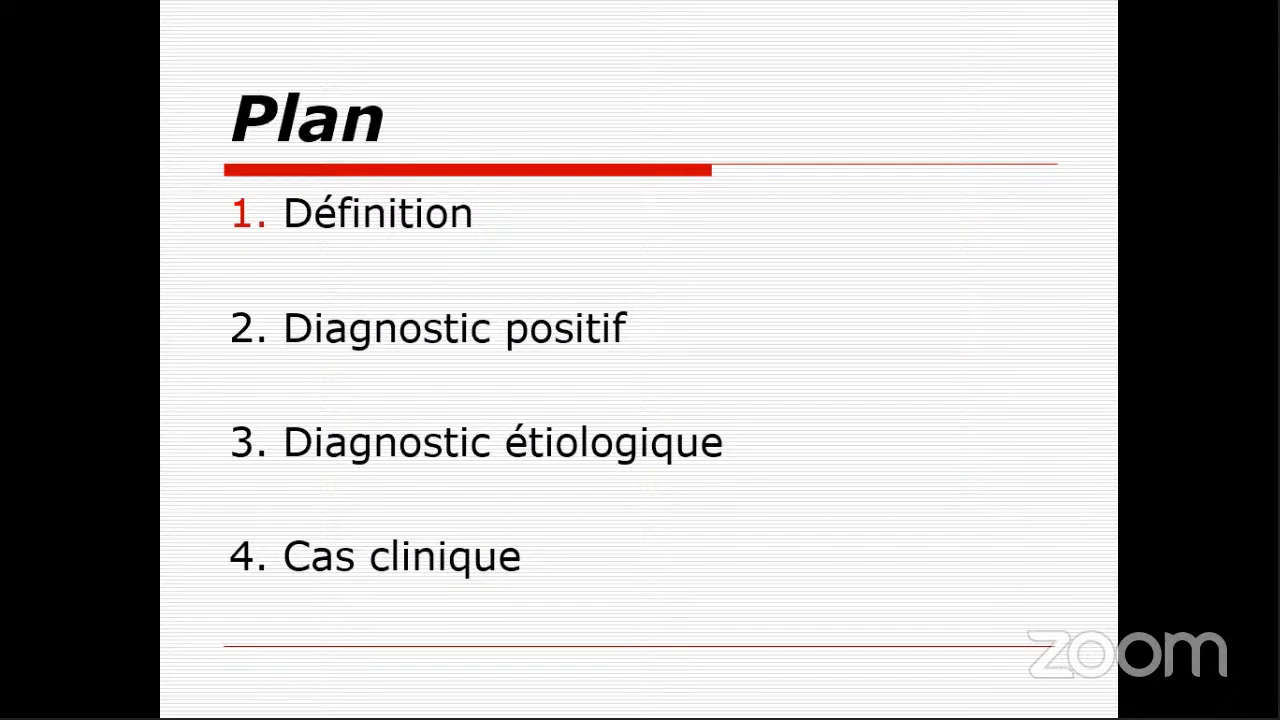 Plan
1. Définition
2. Diagnostic positif
3. Diagnostic étiologique
4. Cas clinique
zoom